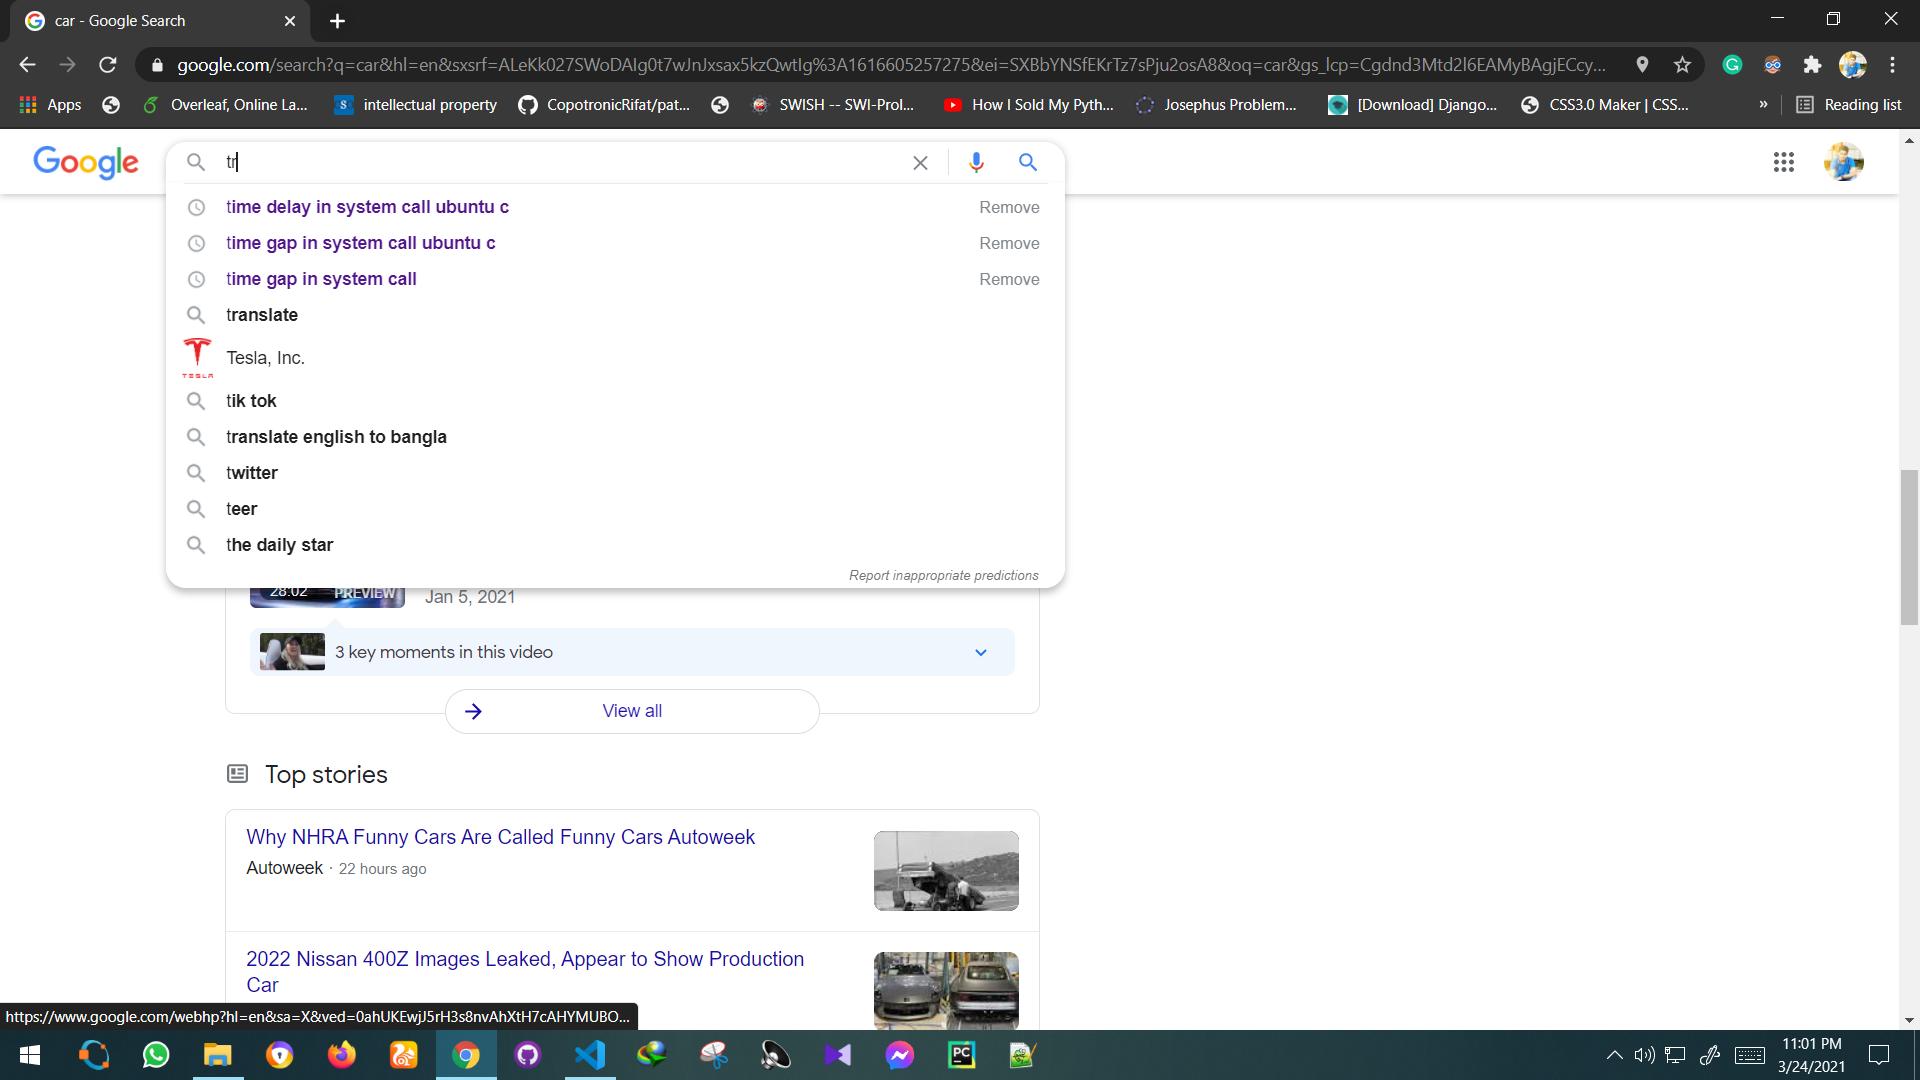 car - Google Search
google.com/search?q=car&hl=en&sxsrf=ALeKk027SWoDAlg0t7wJnJxsax5kzQwtIg%3A1616605257275&ei=SXBbYNSfEKrTz7sPju2osA8&oq=car&gs_lcp=Cgdnd3Mtd2l6EAMyBAgjECcy...
Apps Overleaf, Online La... intellectual property CopotronicRifat/pat... SWISH -- SWI-Prol... How I Sold My Pyth... Josephus Problem... [Download] Django... CSS3.0 Maker | CSS... » Reading list
Google tr
time delay in system call ubuntu c Remove
time gap in system call ubuntu c Remove
time gap in system call Remove
translate
Tesla, Inc.
TESLA
tik tok
translate english to bangla
twitter
teer
the daily star
Report inappropriate predictions
28:02 PREVIEW Jan 5, 2021
3 key moments in this video
View all
Top stories
Why NHRA Funny Cars Are Called Funny Cars Autoweek
Autoweek · 22 hours ago
2022 Nissan 400Z Images Leaked, Appear to Show Production
Car
https://www.google.com/webhp?hl=en&sa=X&ved=0ahUKEwjJ5rH3s8nvAhXtH7cAHYMUBO...
PC 11:01 PM
3/24/2021